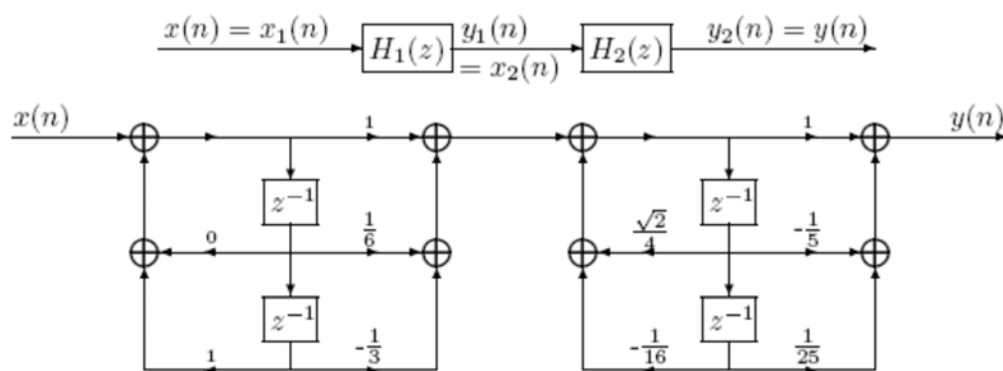 x(n) = x₁(n) H₁(z) y₁(n) = x₂(n) H₂(z) y₂(n) = y(n)
x(n) 1 1 y(n)
z⁻¹ z⁻¹
0 1/6 √2/4 -1/5
z⁻¹ z⁻¹
1 -1/3 -1/16 1/25